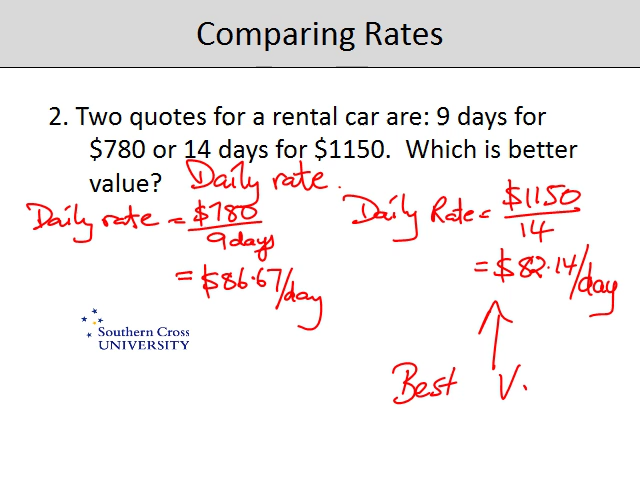 Comparing Rates
2. Two quotes for a rental car are: 9 days for
$780 or 14 days for $1150. Which is better
value?
Daily rate.
Daily rate = $780
9 days
= $86.67/day
Daily Rate = $1150
14
= $82.14/day
Southern Cross
UNIVERSITY
Best V.